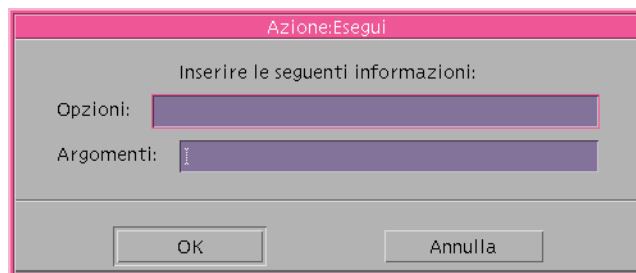 Azione:Esegui
Inserire le seguenti informazioni:
Opzioni:
Argomenti:
OK Annulla